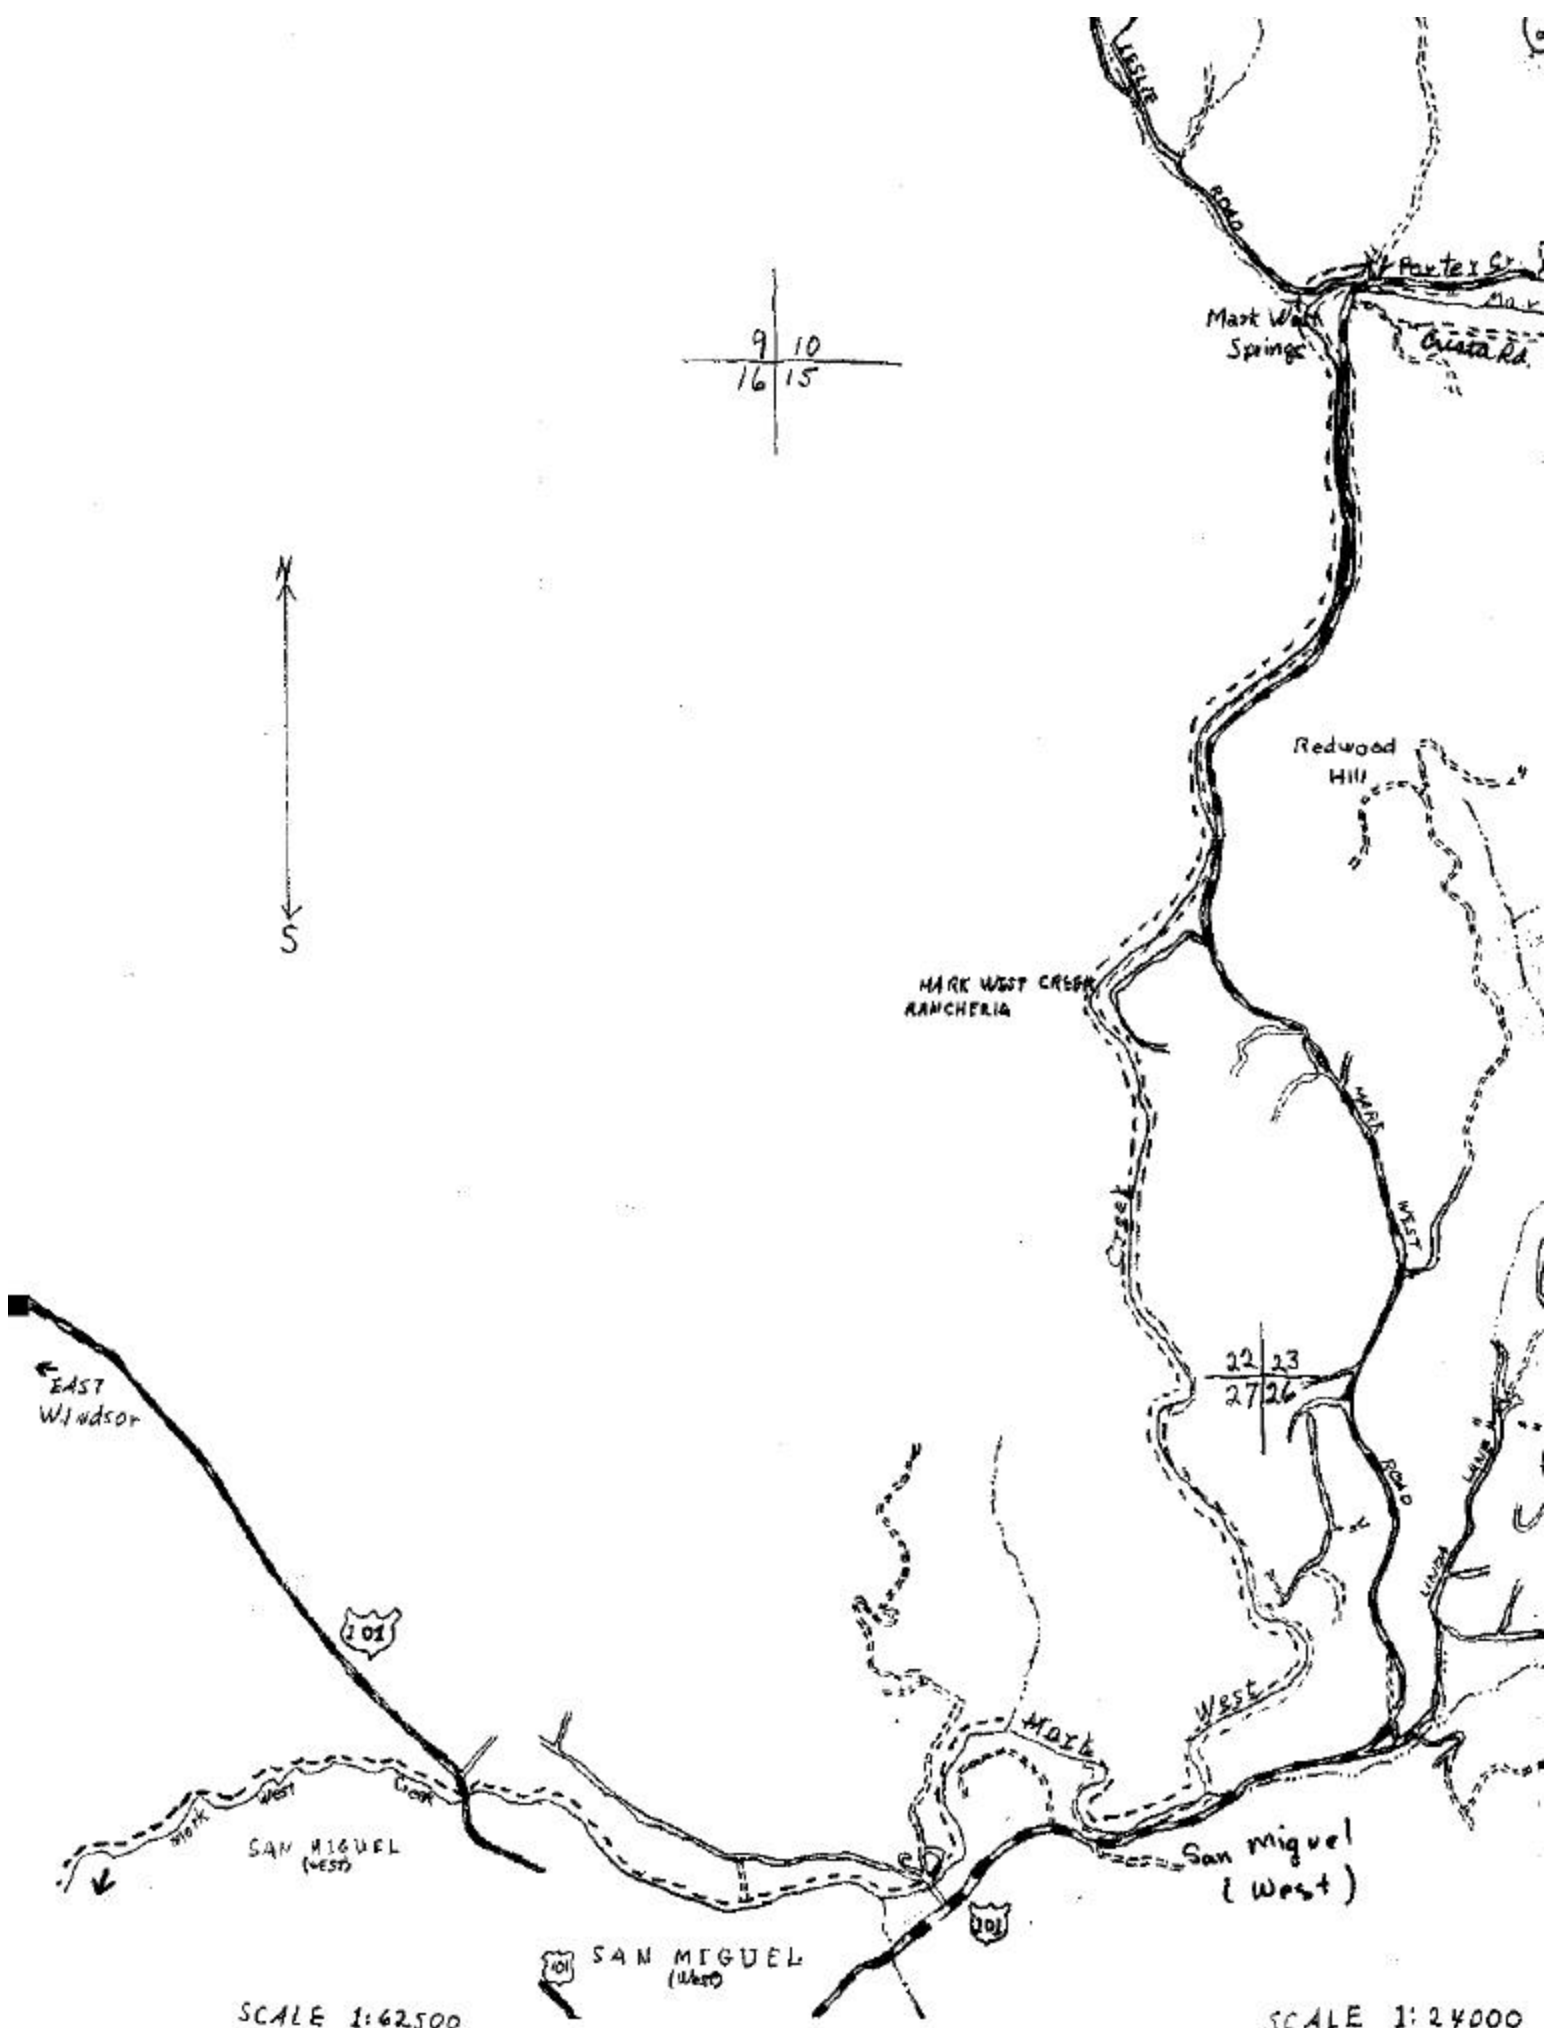 LESLIE
ROAD
Porter Cr.
Mar
Mark West
Springs
Crista Rd.
9 10
16 15
N
S
Redwood
Hill
MARK WEST CREEK
RANCHERIA
MARK
WEST
ROAD
Creek
22 23
27 26
LINDA
LANE
EAST
Windsor
101
Mark
West
Mark
West
Creek
SAN MIGUEL
(WEST)
San Miguel
(West)
101
101
SAN MIGUEL
(West)
SCALE 1:62500
SCALE 1:24000